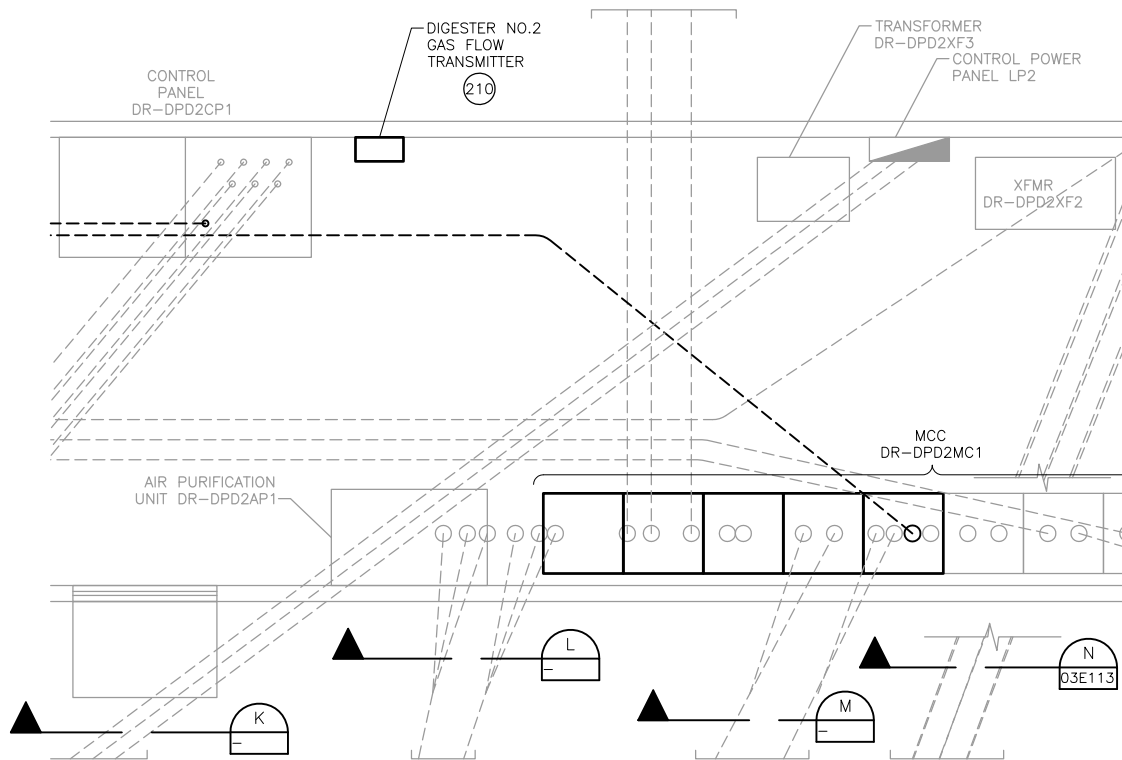 DIGESTER NO.2
GAS FLOW
TRANSMITTER
210
TRANSFORMER
DR-DPD2XF3
CONTROL POWER
PANEL LP2
CONTROL
PANEL
DR-DPD2CP1
XFMR
DR-DPD2XF2
MCC
DR-DPD2MC1
AIR PURIFICATION
UNIT DR-DPD2AP1
L
-
N
03E113
K
-
M
-